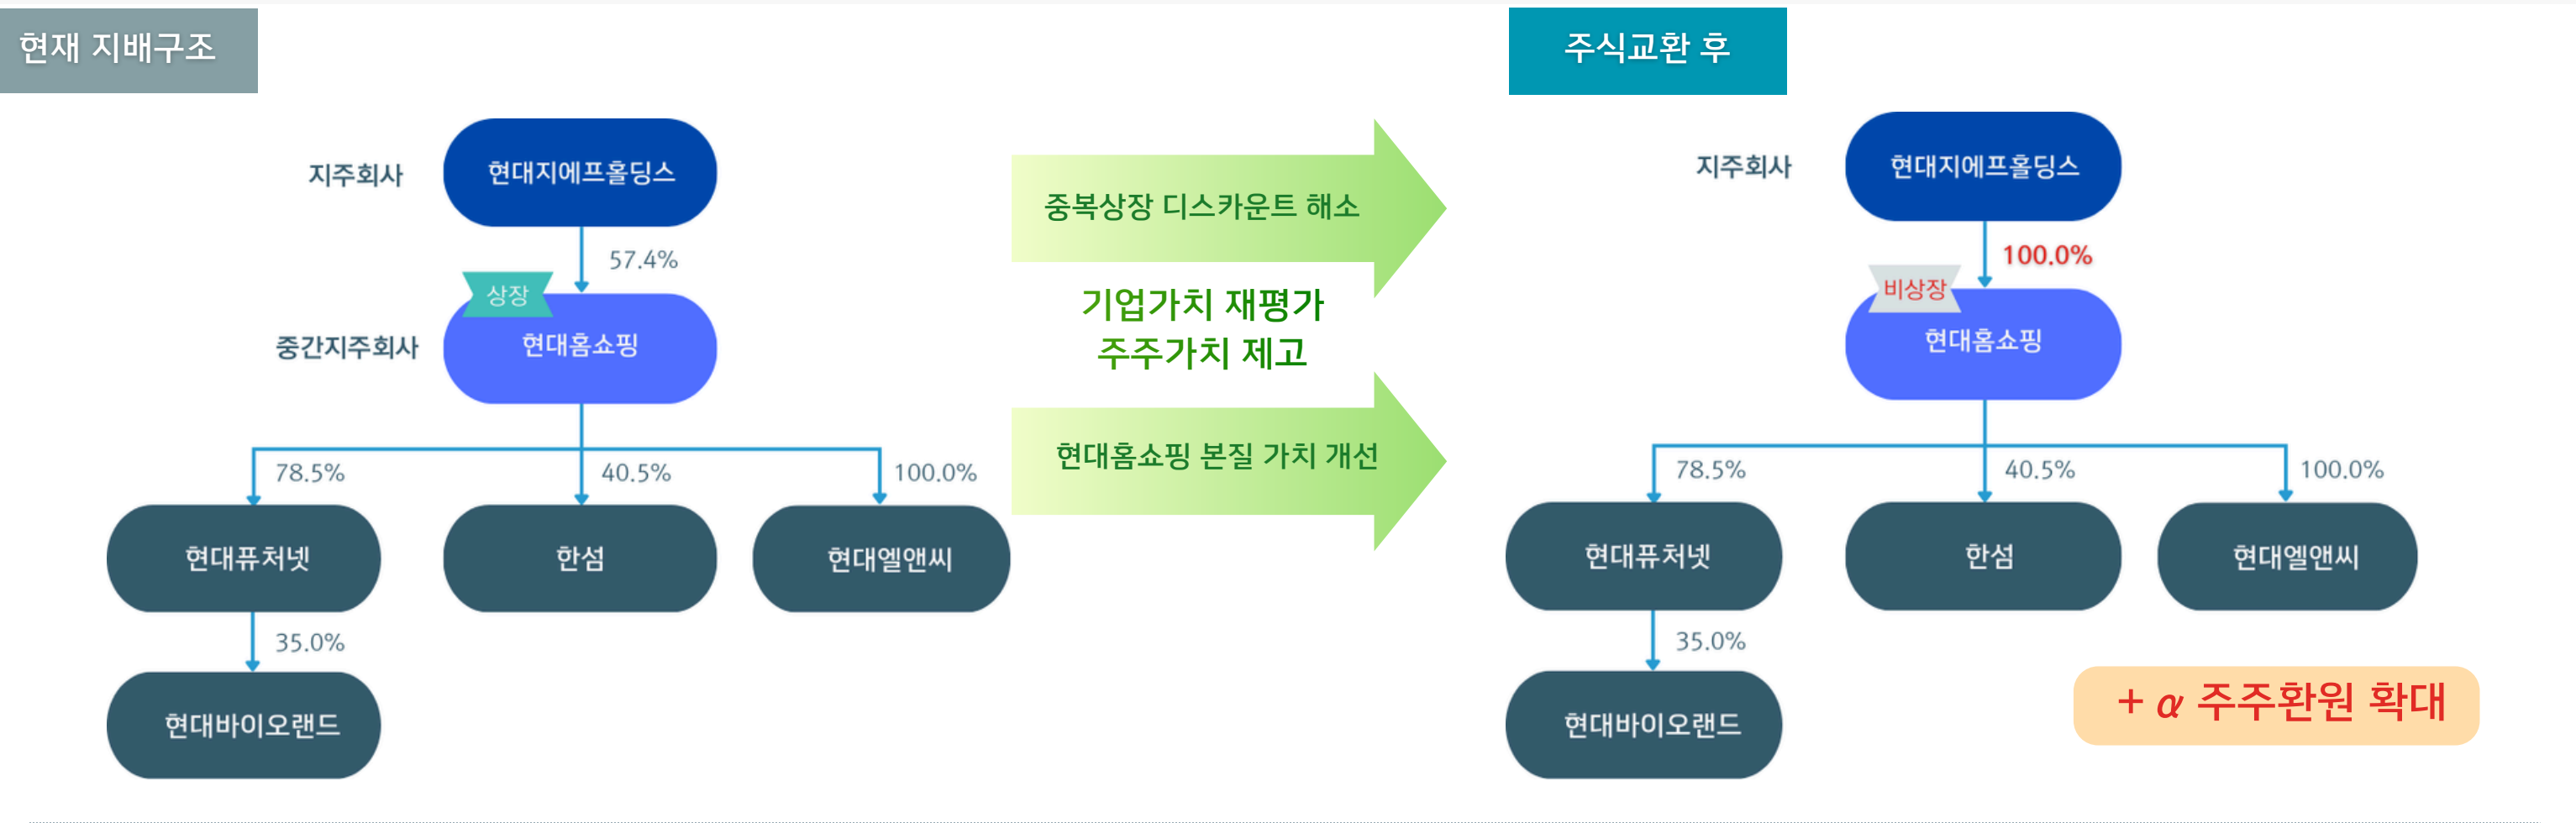 현재 지배구조
지주회사
현대지에프홀딩스
57.4%
상장
중간지주회사
현대홈쇼핑
78.5%
40.5%
100.0%
현대퓨처넷
한섬
현대엘앤씨
35.0%
현대바이오랜드
중복상장 디스카운트 해소
기업가치 재평가
주주가치 제고
현대홈쇼핑 본질 가치 개선
주식교환 후
지주회사
현대지에프홀딩스
100.0%
비상장
현대홈쇼핑
78.5%
40.5%
100.0%
현대퓨처넷
한섬
현대엘앤씨
35.0%
현대바이오랜드
+ α 주주환원 확대